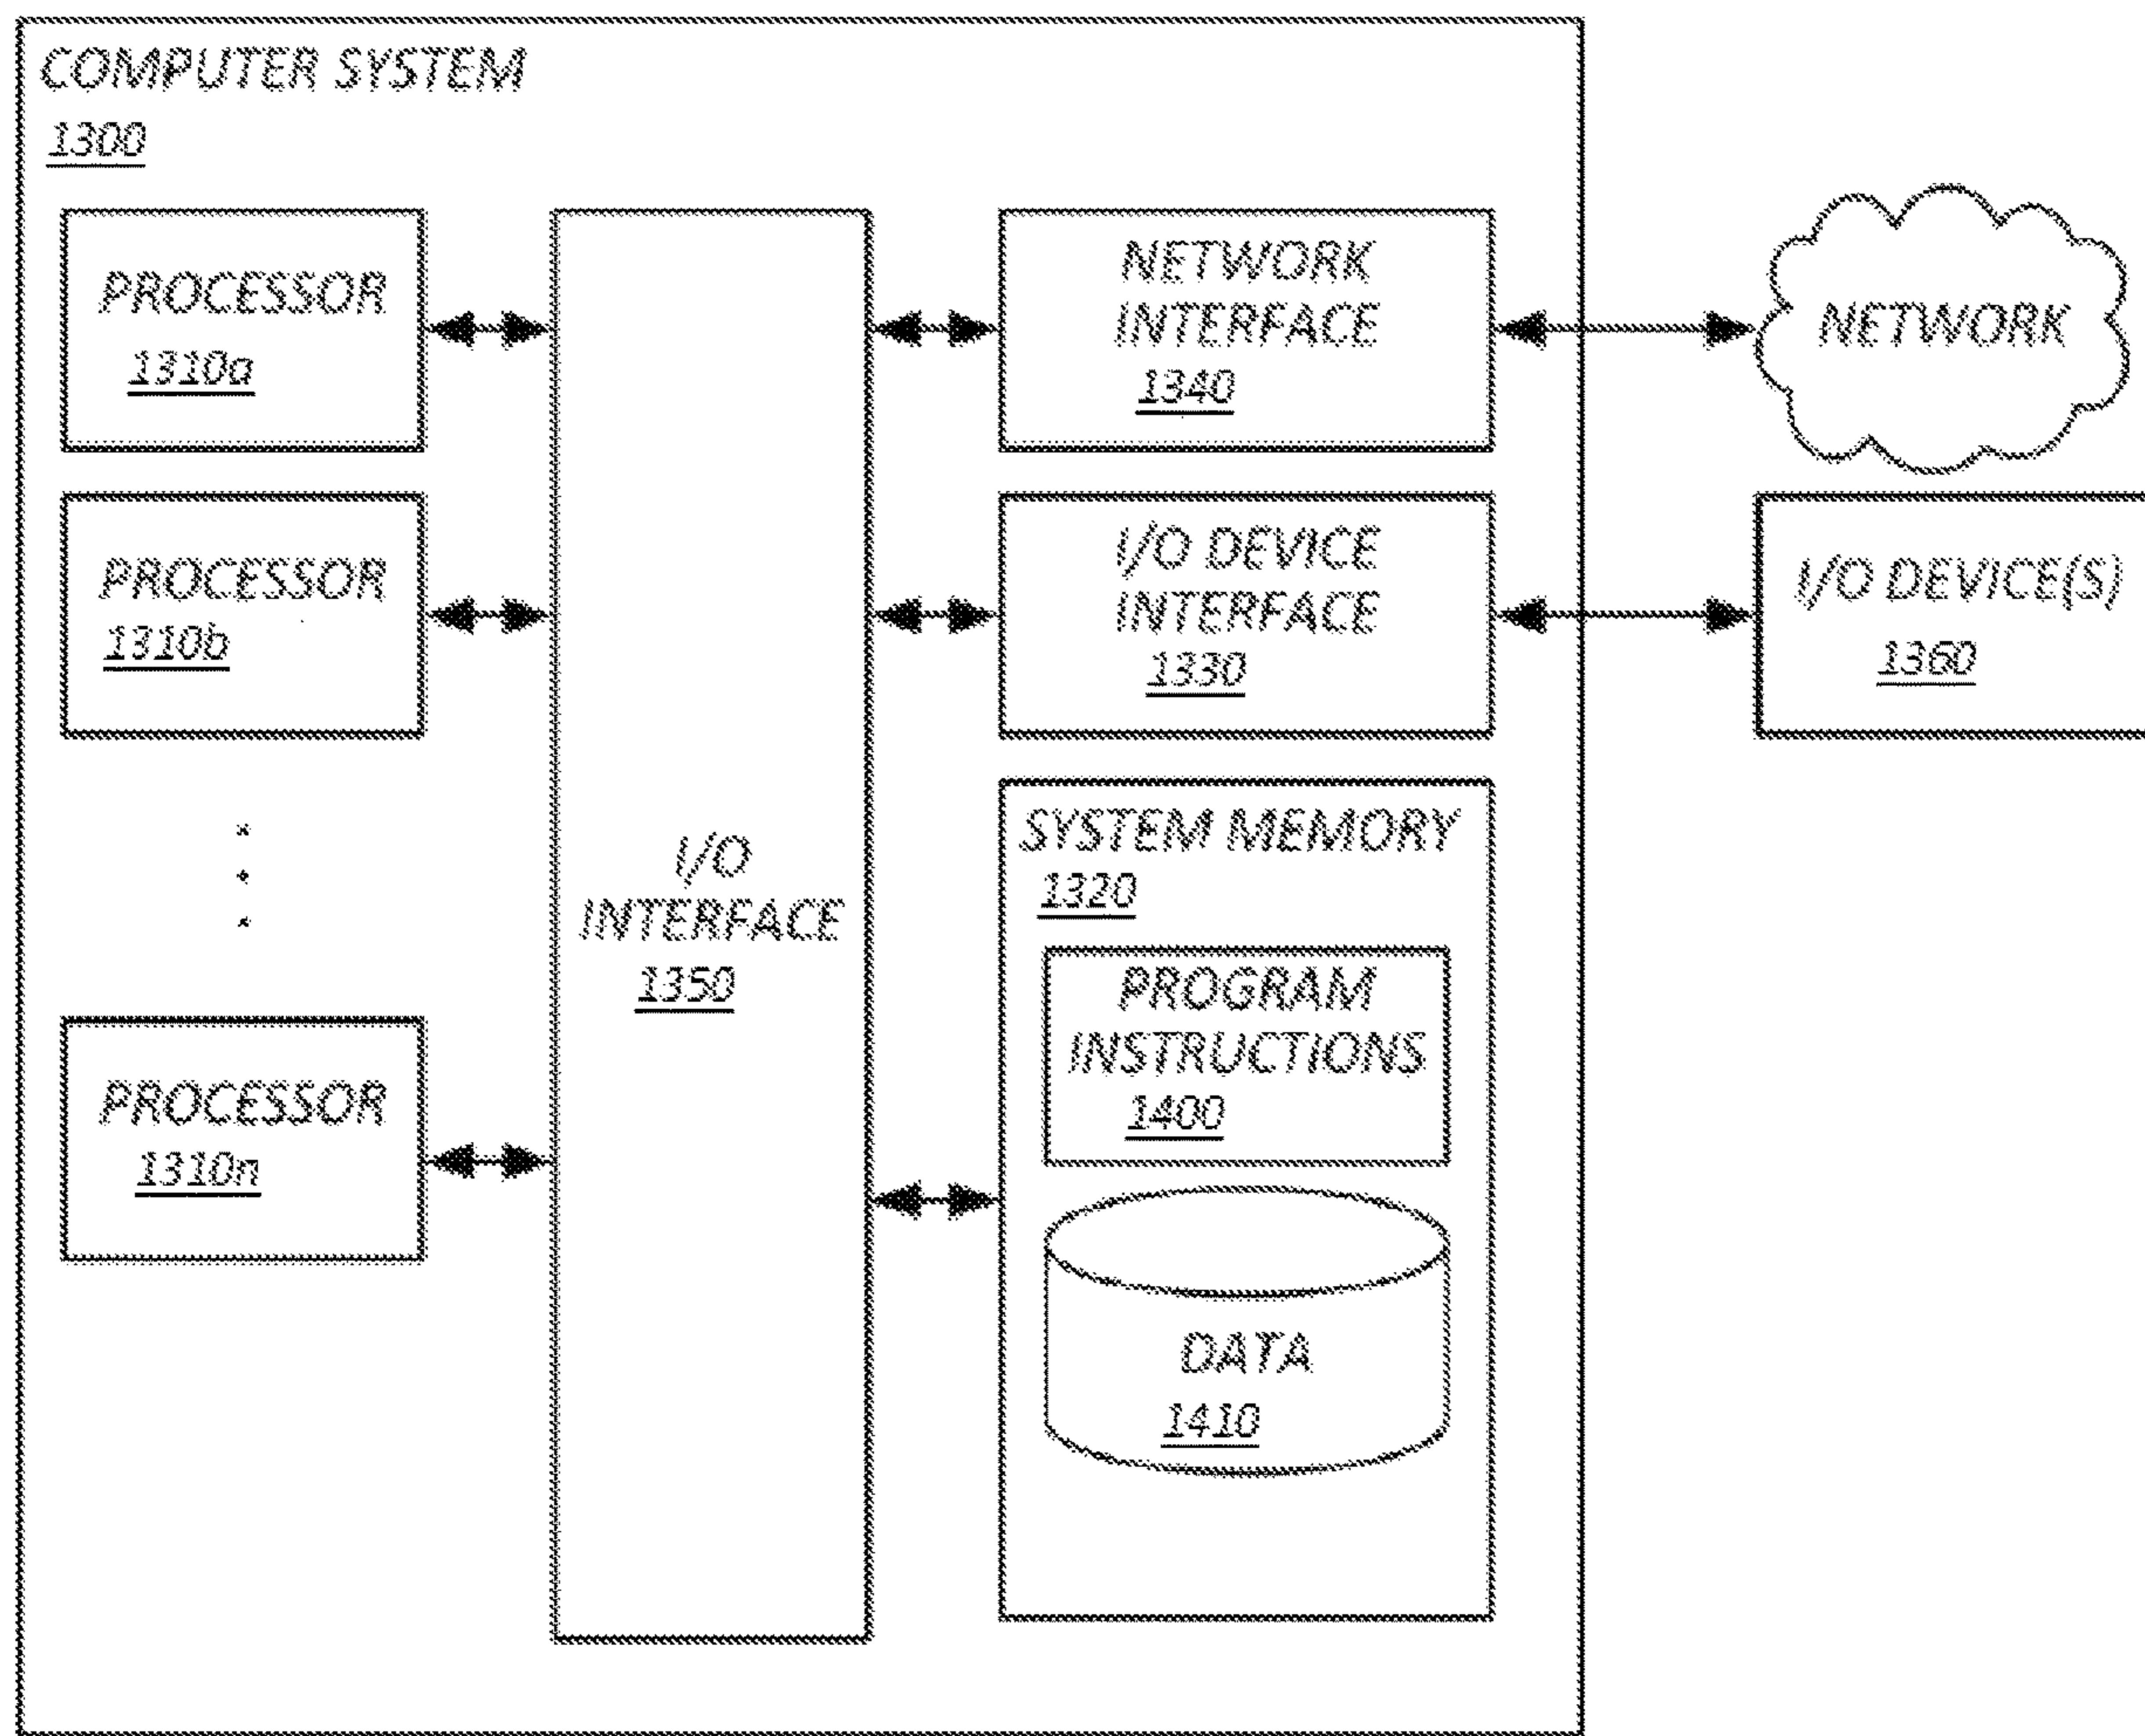 COMPUTER SYSTEM
1300
PROCESSOR
1310a
PROCESSOR
1310b
PROCESSOR
1310n
I/O
INTERFACE
1350
NETWORK
INTERFACE
1340
I/O DEVICE
INTERFACE
1330
SYSTEM MEMORY
1320
PROGRAM
INSTRUCTIONS
1400
DATA
1410
NETWORK
I/O DEVICE(S)
1360